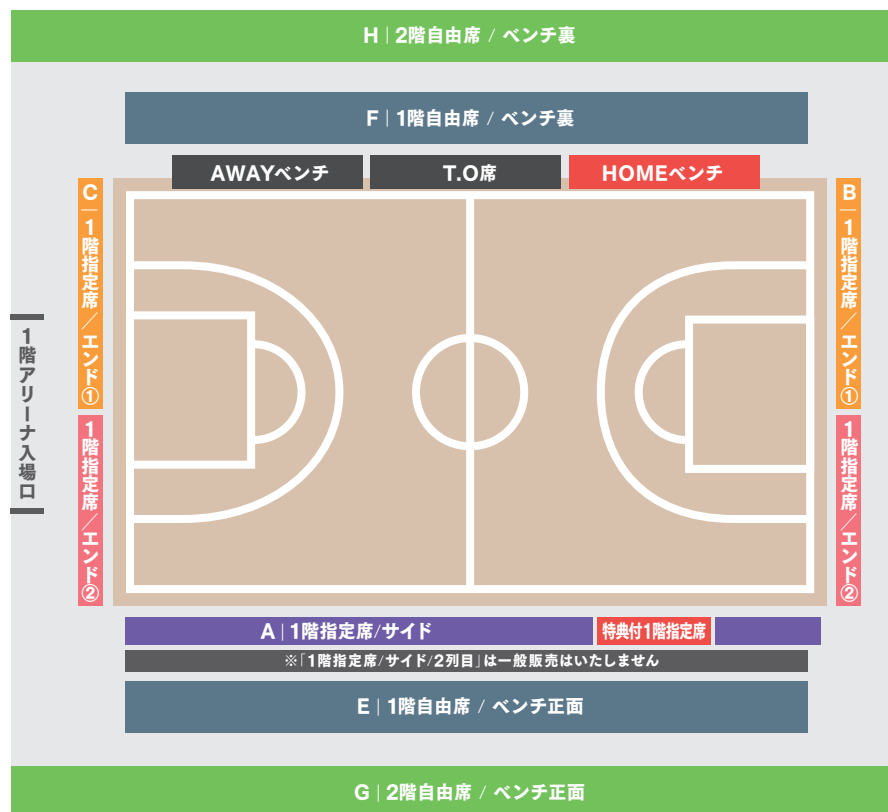 H｜2階自由席 / ベンチ裏
F｜1階自由席 / ベンチ裏
AWAYベンチ
T.O席
HOMEベンチ
C｜1階指定席／エンド①
B｜1階指定席／エンド①
1階アリーナ入場口
1階指定席／エンド②
1階指定席／エンド②
A｜1階指定席/サイド
特典付1階指定席
※「1階指定席/サイド/2列目」は一般販売はいたしません
E｜1階自由席 / ベンチ正面
G｜2階自由席 / ベンチ正面